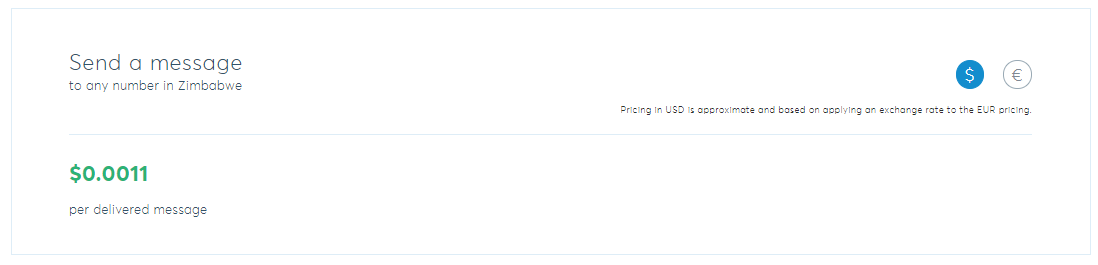 Send a message
to any number in Zimbabwe
$ €
Pricing in USD is approximate and based on applying an exchange rate to the EUR pricing.
$0.0011
per delivered message